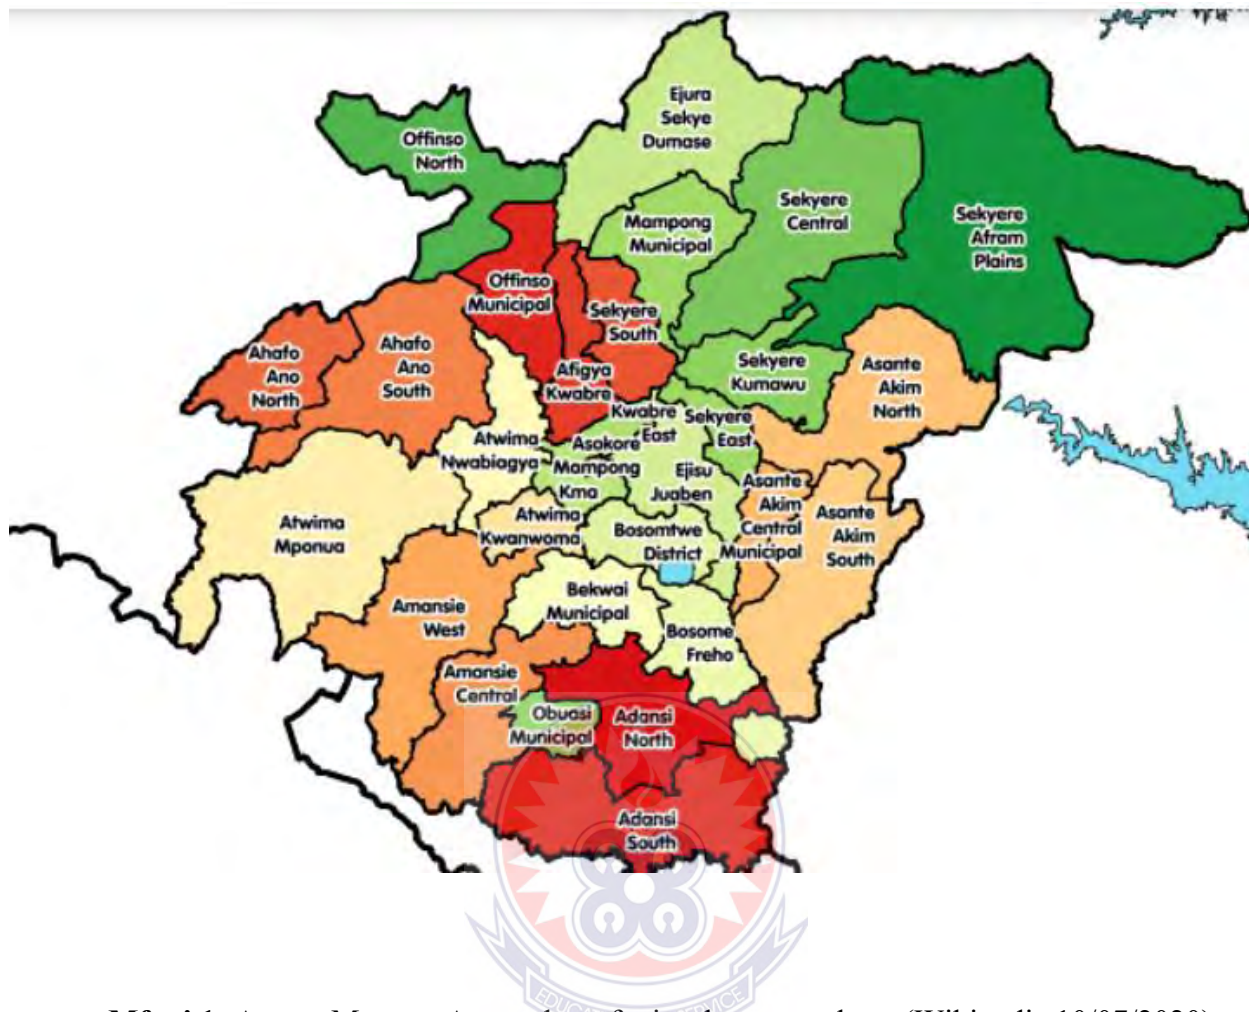 Ejura
Sekye
Dumase
Offinso
North
Sekyere
Central
Mampong
Municipal
Sekyere
Afram
Plains
Offinso
Municipal
Sekyere
South
Ahafo
Ano
North
Ahafo
Ano
South
Afigya
Kwabre
Sekyere
Kumawu
Asante
Akim
North
Kwabre
East
Sekyere
East
Asokore
Mampong
Kma
Atwima
Nwabiagya
Ejisu
Juaben
Asante
Akim
Central
Municipal
Asante
Akim
South
Atwima
Kwanwoma
Atwima
Mponua
Bosomtwe
District
Bekwai
Municipal
Amansie
West
Bosome
Freho
Amansie
Central
Obuasi
Municipal
Adansi
North
Adansi
South
SERVICE